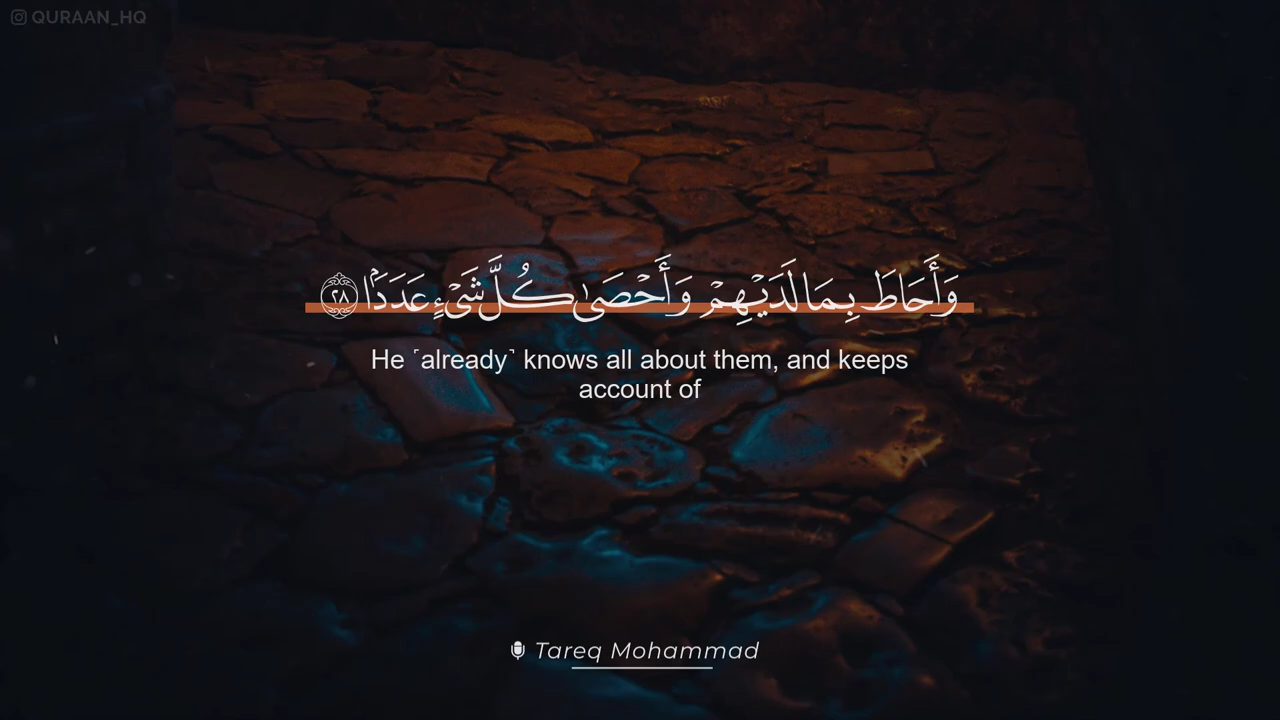 QURAAN_HQ
وَأَحَاطَ بِمَا لَدَيْهِمْ وَأَحْصَىٰ كُلَّ شَىْءٍ عَدَدًۢا ٢٨
He ˹already˺ knows all about them, and keeps
account of
Tareq Mohammad